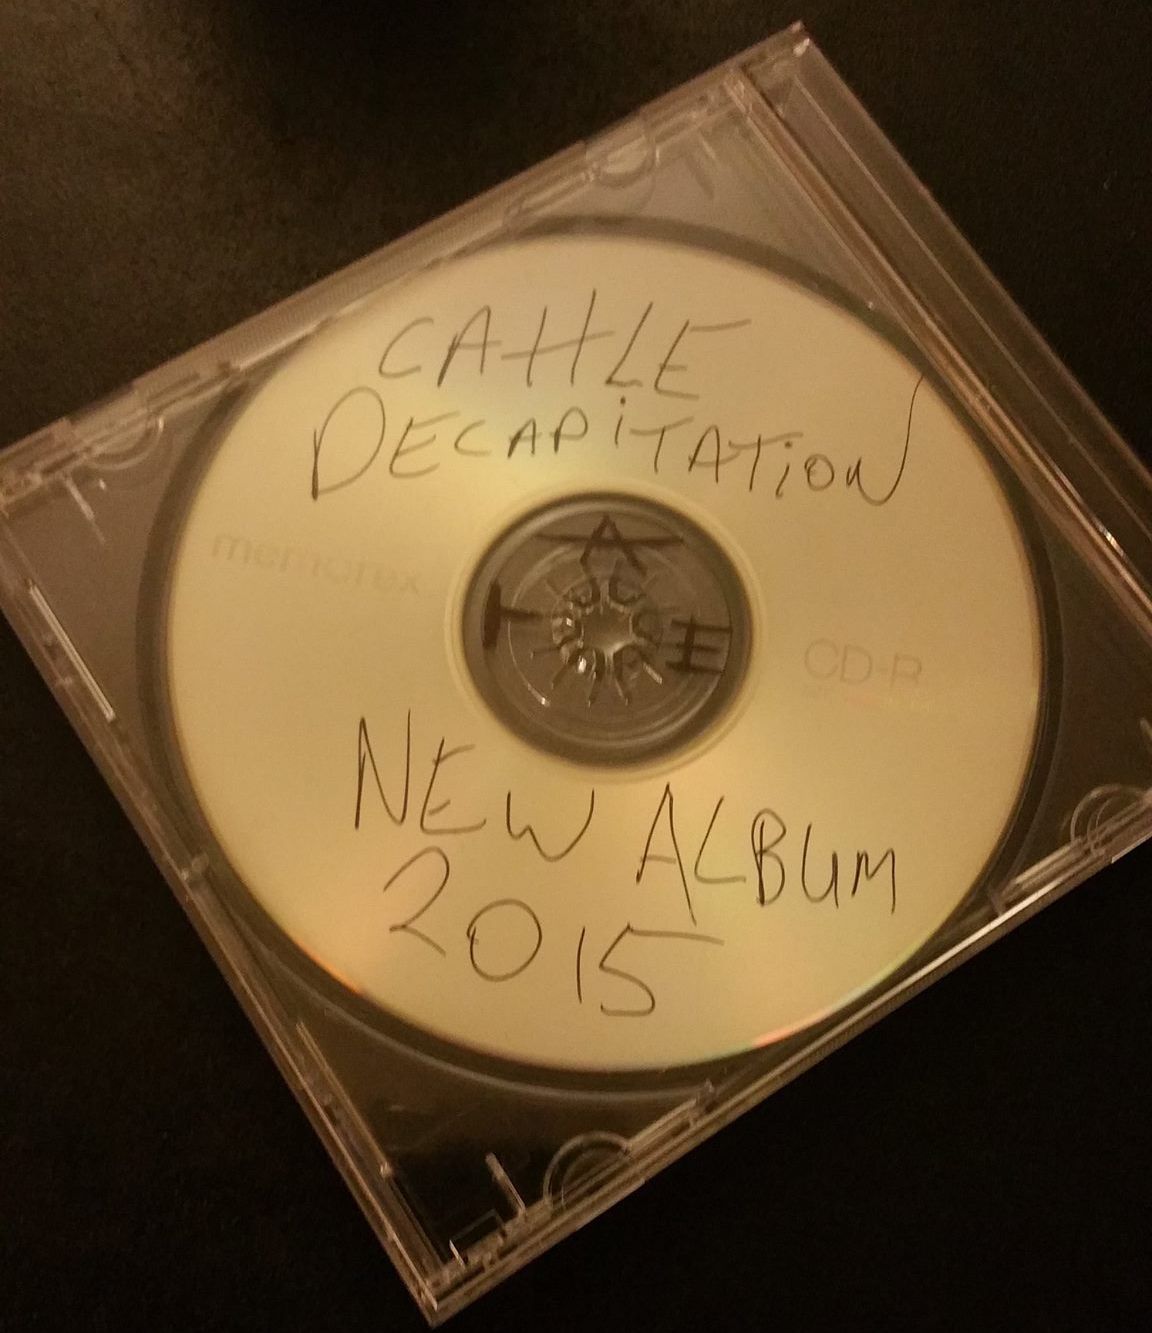 CATTLE
DECAPITATION
memorex
CD-R
NEW ALBUM
2015